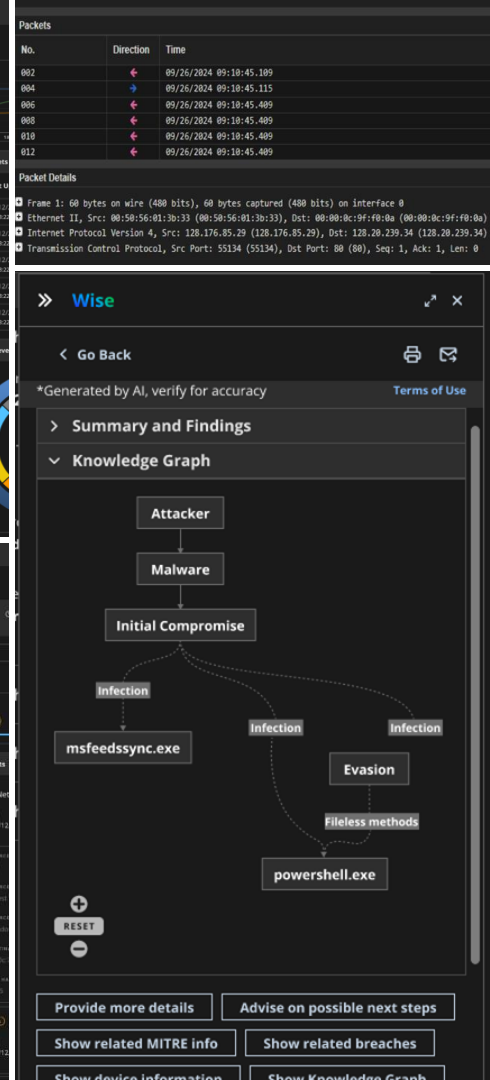 Packets
No. Direction Time
002 ← 09/26/2024 09:10:45.109
004 → 09/26/2024 09:10:45.115
006 ← 09/26/2024 09:10:45.409
008 ← 09/26/2024 09:10:45.409
010 ← 09/26/2024 09:10:45.409
012 ← 09/26/2024 09:10:45.409
Packet Details
Frame 1: 60 bytes on wire (480 bits), 60 bytes captured (480 bits) on interface 0
Ethernet II, Src: 00:50:56:01:3b:33 (00:50:56:01:3b:33), Dst: 00:00:0c:9f:f0:0a (00:00:0c:9f:f0:0a)
Internet Protocol Version 4, Src: 128.176.85.29 (128.176.85.29), Dst: 128.20.239.34 (128.20.239.34)
Transmission Control Protocol, Src Port: 55134 (55134), Dst Port: 80 (80), Seq: 1, Ack: 1, Len: 0
Wise
Go Back
*Generated by AI, verify for accuracy Terms of Use
Summary and Findings
Knowledge Graph
Attacker
Malware
Initial Compromise
Infection
Infection Infection
msfeedssync.exe
Evasion
Fileless methods
powershell.exe
RESET
Provide more details Advise on possible next steps
Show related MITRE info Show related breaches
Show device information Show Knowledge Graph